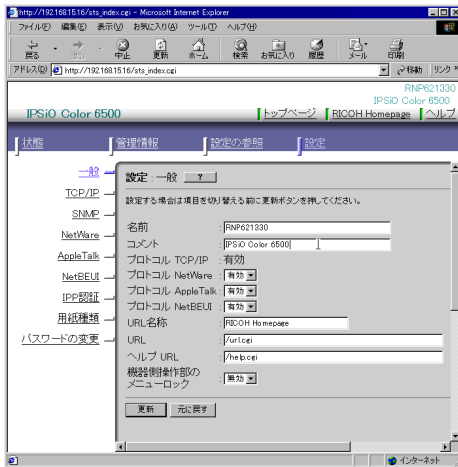 http://192.168.15.16/sts_index.cgi - Microsoft Internet Explorer
ファイル(F) 編集(E) 表示(V) お気に入り(A) ツール(T) ヘルプ(H)
戻る 進む 中止 更新 ホーム 検索 お気に入り 履歴 メール 印刷
アドレス(D) http://192.168.15.16/sts_index.cgi 移動 リンク
RNP621330
IPSiO Color 6500
IPSiO Color 6500 トップページ RICOH Homepage ヘルプ
状態 管理情報 設定の参照 設定
一般
TCP/IP
SNMP
NetWare
AppleTalk
NetBEUI
IPP認証
用紙種類
パスワードの変更
設定 : 一般 ?
設定する場合は項目を切り替える前に更新ボタンを押してください。
名前 : RNP621330
コメント : IPSiO Color 6500
プロトコル TCP/IP : 有効
プロトコル NetWare : 有効
プロトコル AppleTalk : 有効
プロトコル NetBEUI : 有効
URL名称 : RICOH Homepage
URL : /url.cgi
ヘルプ URL : /help.cgi
機器側操作部の
メニューロック : 無効
更新 元に戻す
インターネット